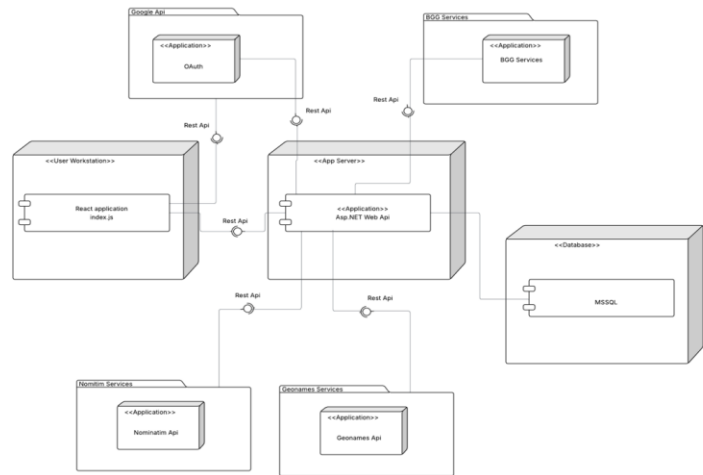 Google Api
<<Application>>
OAuth
BGG Services
<<Application>>
BGG Services
Rest Api
Rest Api
Rest Api
<<User Workstation>>
React application
index.js
Rest Api
<<App Server>>
<<Application>>
Asp.NET Web Api
<<Database>>
MSSQL
Rest Api
Rest Api
Nomitim Services
<<Application>>
Nominatim Api
Geonames Services
<<Application>>
Geonames Api